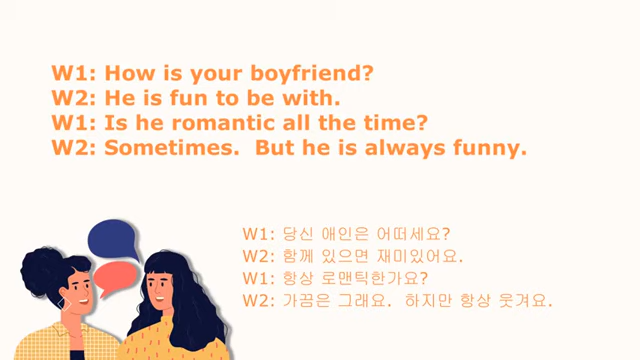 W1: How is your boyfriend?
W2: He is fun to be with.
W1: Is he romantic all the time?
W2: Sometimes.  But he is always funny.
W1: 당신 애인은 어떠세요?
W2: 함께 있으면 재미있어요.
W1: 항상 로맨틱한가요?
W2: 가끔은 그래요.  하지만 항상 웃겨요.